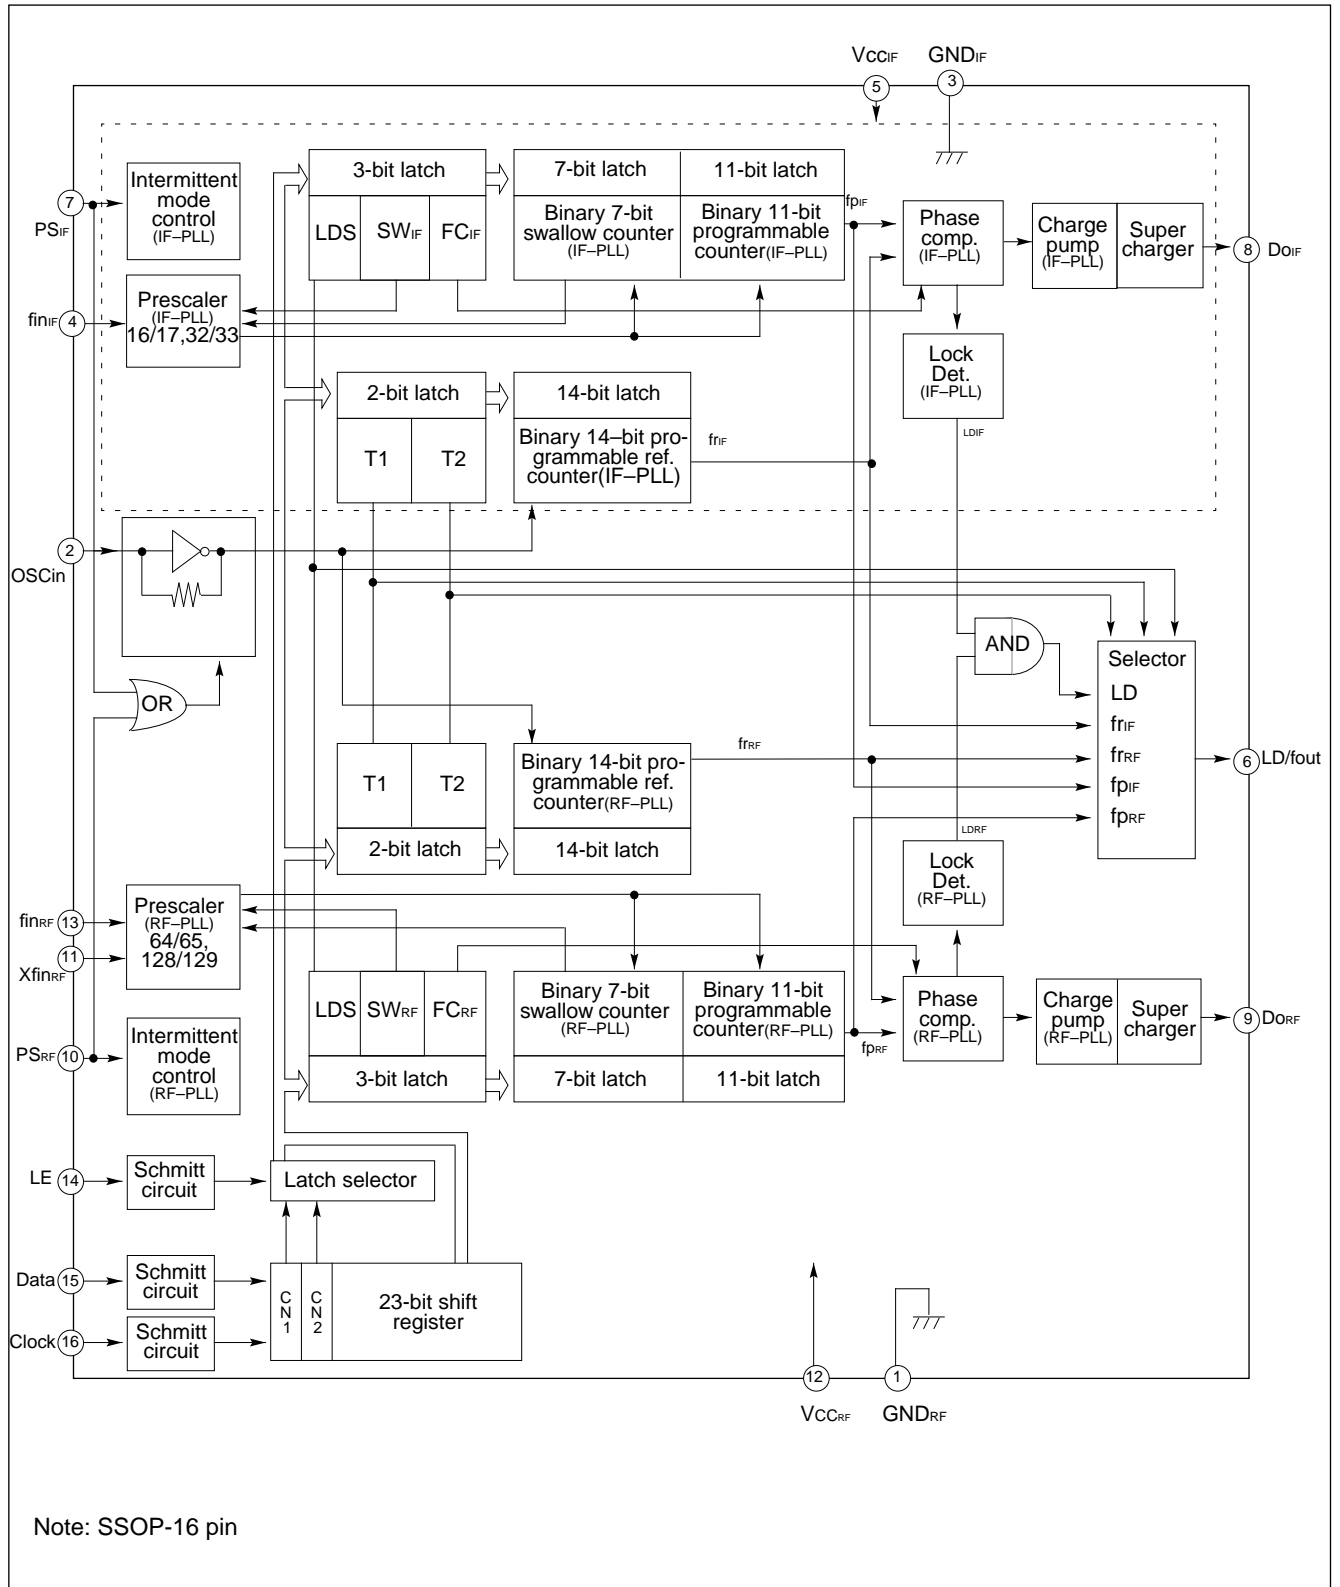 VccIF
GNDIF
5
3
Intermittent
mode
control
(IF–PLL)
7
PSIF
3-bit latch
LDS
SWIF
FCIF
7-bit latch
11-bit latch
Binary 7-bit
swallow counter
(IF–PLL)
Binary 11-bit
programmable
counter(IF–PLL)
fpIF
Phase
comp.
(IF–PLL)
Charge
pump
(IF–PLL)
Super
charger
8
DoIF
finIF
4
Prescaler
(IF–PLL)
16/17,32/33
Lock
Det.
(IF–PLL)
LDIF
2-bit latch
T1
T2
14-bit latch
Binary 14–bit pro-
grammable ref.
counter(IF–PLL)
frIF
2
OSCin
OR
AND
Selector
LD
frIF
frRF
fpIF
fpRF
6
LD/fout
T1
T2
2-bit latch
Binary 14-bit pro-
grammable ref.
counter(RF–PLL)
14-bit latch
frRF
LDRF
Lock
Det.
(RF–PLL)
finRF
13
11
XfinRF
Prescaler
(RF–PLL)
64/65,
128/129
LDS
SWRF
FCRF
3-bit latch
Binary 7-bit
swallow counter
(RF–PLL)
Binary 11-bit
programmable
counter(RF–PLL)
7-bit latch
11-bit latch
fpRF
Phase
comp.
(RF–PLL)
Charge
pump
(RF–PLL)
Super
charger
9
DoRF
PSRF
10
Intermittent
mode
control
(RF–PLL)
LE
14
Schmitt
circuit
Latch selector
Data
15
Schmitt
circuit
C
N
1
C
N
2
23-bit shift
register
Clock
16
Schmitt
circuit
12
1
VCCRF
GNDRF
Note: SSOP-16 pin